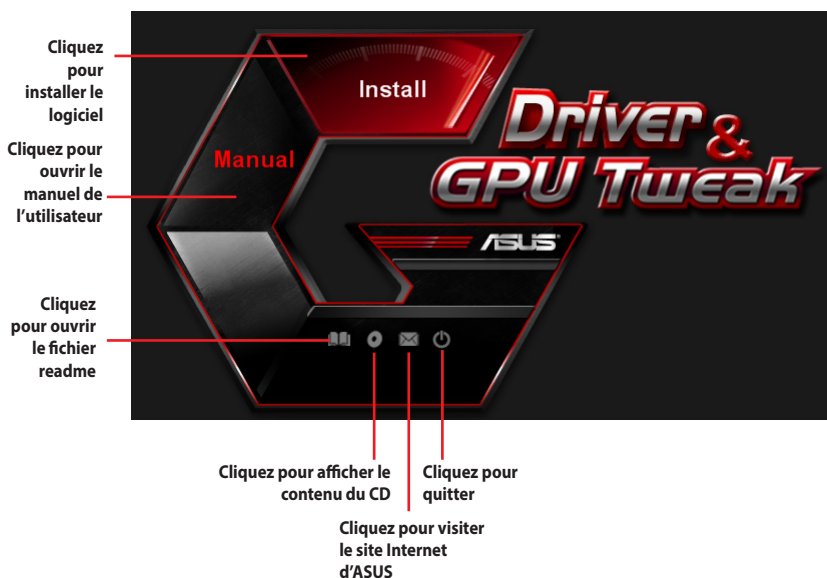 Cliquez
pour
installer le
logiciel
Install
Driver &
GPU Tweak
Cliquez pour
ouvrir le
manuel de
l'utilisateur
Manual
ASUS
Cliquez
pour ouvrir
le fichier
readme
Cliquez pour afficher le
contenu du CD
Cliquez pour
quitter
Cliquez pour visiter
le site Internet
d'ASUS